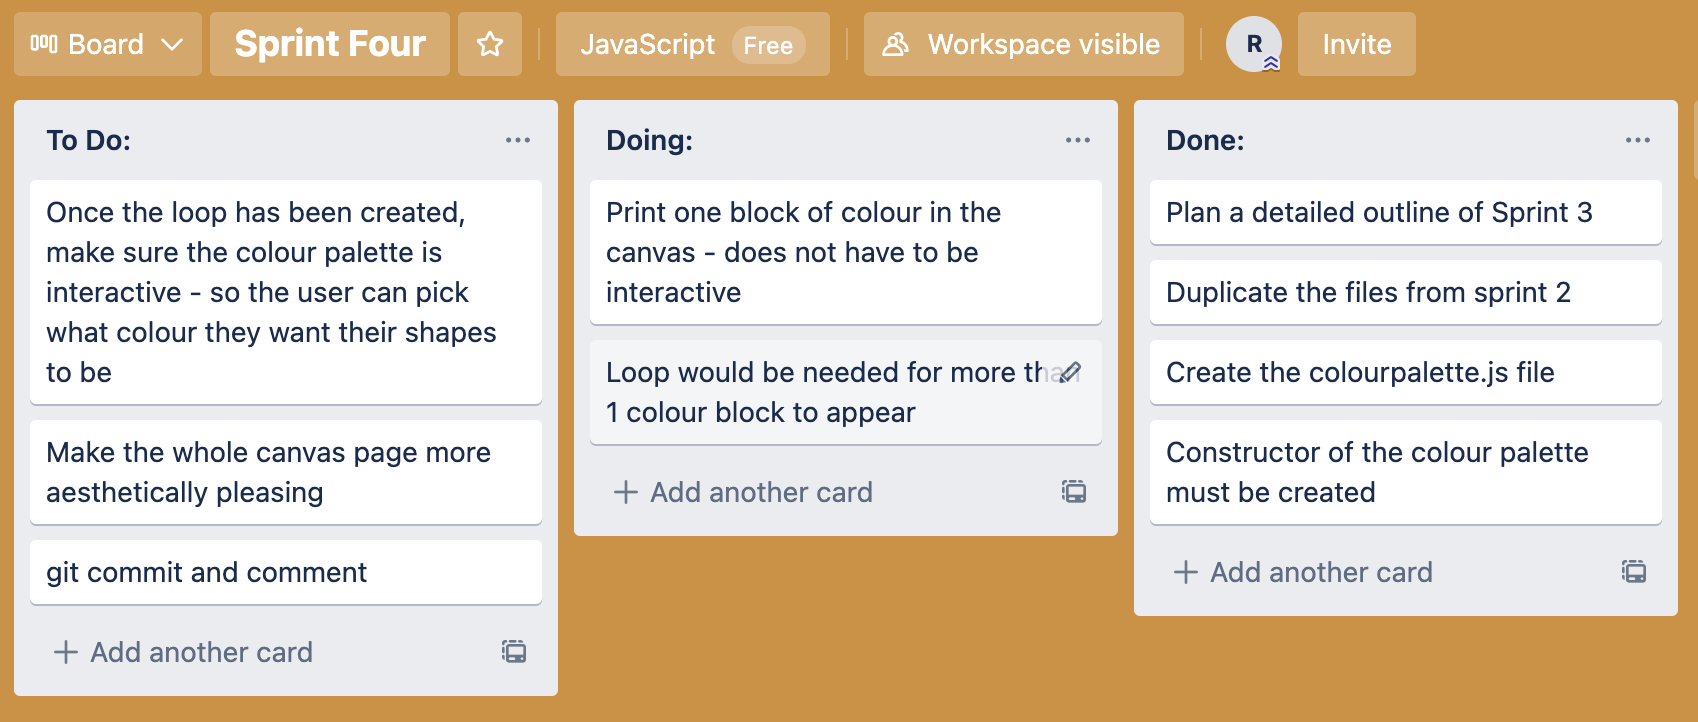 Board
Sprint Four
JavaScript Free
Workspace visible
R
Invite
To Do:
Once the loop has been created,
make sure the colour palette is
interactive - so the user can pick
what colour they want their shapes
to be
Make the whole canvas page more
aesthetically pleasing
git commit and comment
+ Add another card
Doing:
Print one block of colour in the
canvas - does not have to be
interactive
Loop would be needed for more than
1 colour block to appear
+ Add another card
Done:
Plan a detailed outline of Sprint 3
Duplicate the files from sprint 2
Create the colourpalette.js file
Constructor of the colour palette
must be created
+ Add another card